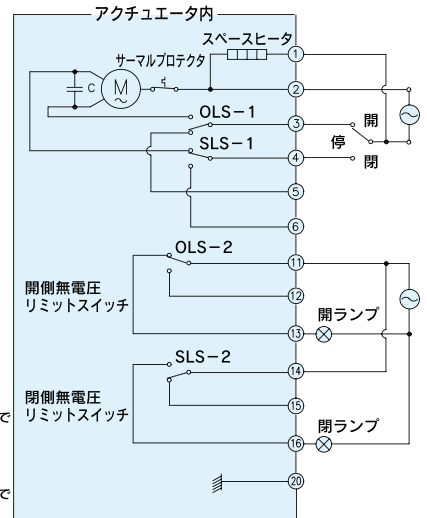 アクチュエータ内
スペースヒータ
サーマルプロテクタ
1
C
M
~
2
~
OLS-1
3
開
停
SLS-1
4
閉
5
6
OLS-2
11
開側無電圧
リミットスイッチ
12
~
開ランプ
13
SLS-2
14
閉側無電圧
リミットスイッチ
15
で
閉ランプ
16
20
で